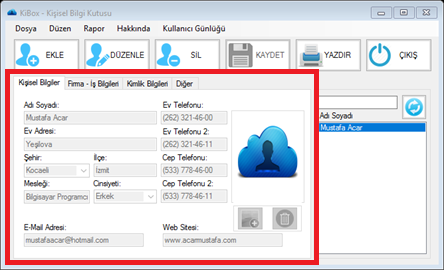 KiBox - Kişisel Bilgi Kutusu
Dosya Düzen Rapor Hakkında Kullanıcı Günlüğü
EKLE DÜZENLE SİL KAYDET YAZDIR ÇIKIŞ
Kişisel Bilgiler Firma - İş Bilgileri Kimlik Bilgileri Diğer
Adı Soyadı: Ev Telefonu:
Mustafa Acar (262) 321-46-00
Ev Adresi: Ev Telefonu 2:
Yeşilova (262) 321-46-11
Şehir: İlçe: Cep Telefonu:
Kocaeli İzmit (533) 778-46-00
Mesleği: Cinsiyeti: Cep Telefonu 2:
Bilgisayar Programcı Erkek (533) 778-46-11
E-Mail Adresi: Web Sitesi:
mustafaacar@hotmail.com www.acarmustafa.com
Adı Soyadı
Mustafa Acar